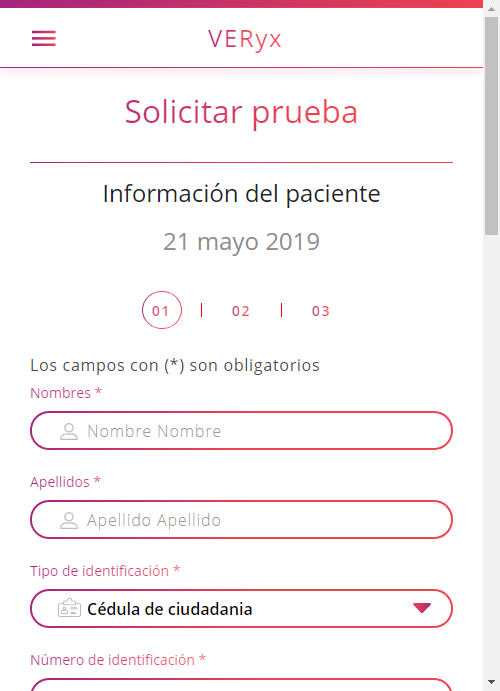 VERyx
Solicitar prueba
Información del paciente
21 mayo 2019
01 | 02 | 03
Los campos con (*) son obligatorios
Nombres *
Nombre Nombre
Apellidos *
Apellido Apellido
Tipo de identificación *
Cédula de ciudadania
Número de identificación *